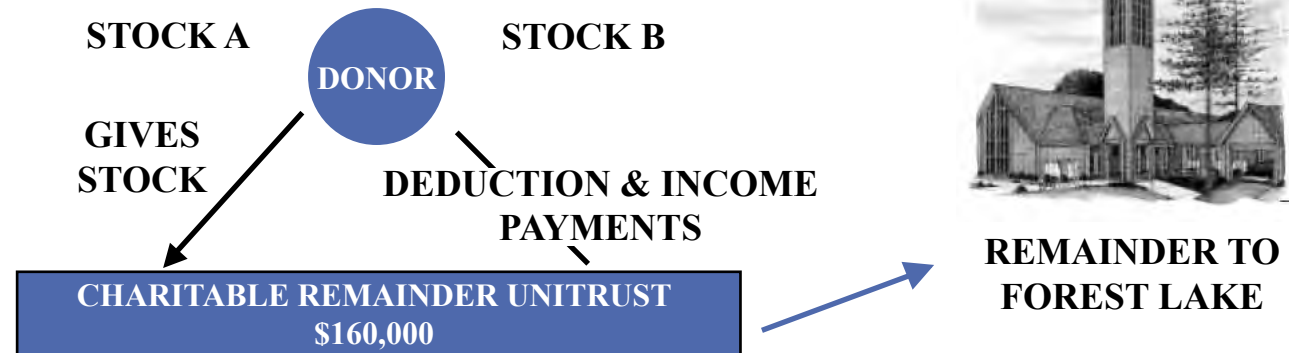 STOCK A
STOCK B
DONOR
GIVES
STOCK
DEDUCTION & INCOME
PAYMENTS
CHARITABLE REMAINDER UNITRUST
$160,000
REMAINDER TO
FOREST LAKE